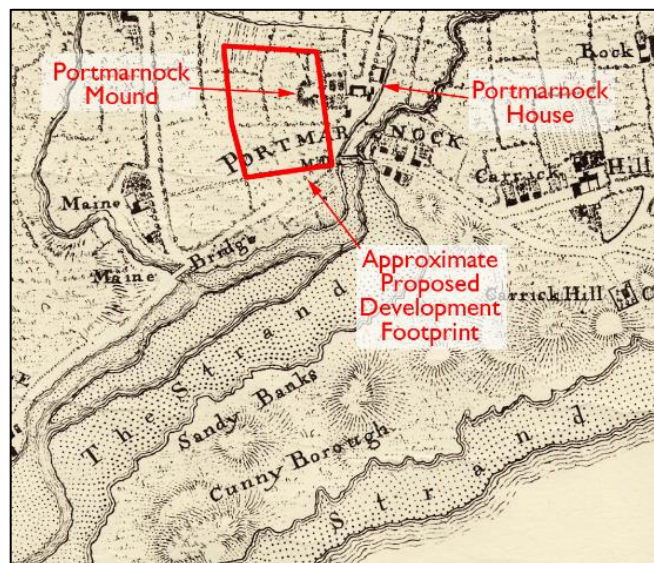 Portmarnock
Mound
Portmarnock
House
Rock
PORTMARNOCK
Carrick Hill
Maine
Bridge
Maine
Approximate
Proposed
Development
Footprint
Carrick Hill
The Strand
Sandy Banks
Cunny Borough
Strand